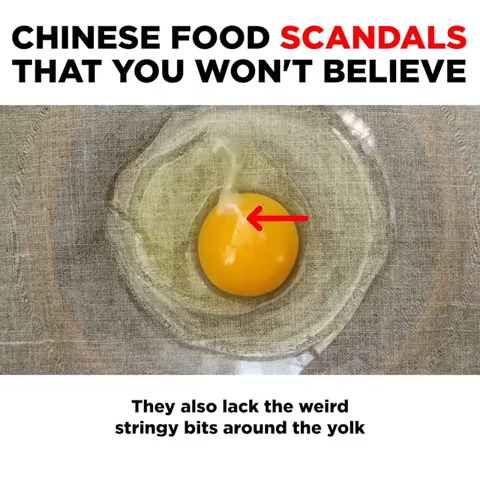 CHINESE FOOD SCANDALS
THAT YOU WON'T BELIEVE
They also lack the weird
stringy bits around the yolk